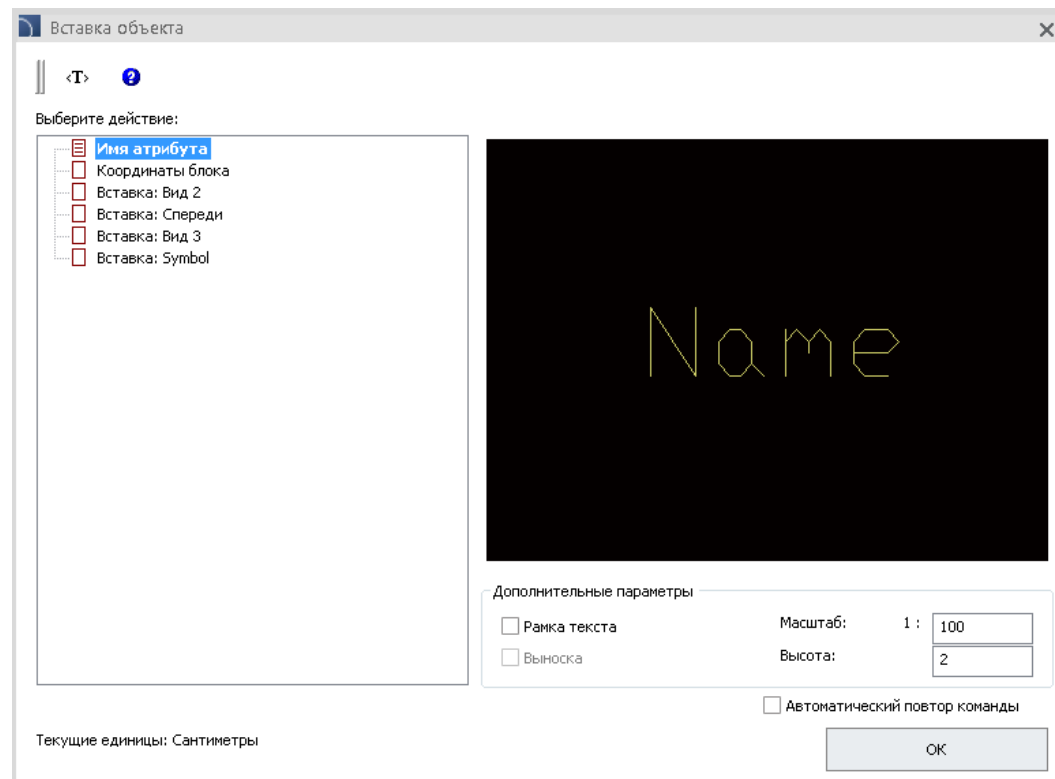 Вставка объекта
<T>
Выберите действие:
Имя атрибута
Координаты блока
Вставка: Вид 2
Вставка: Спереди
Вставка: Вид 3
Вставка: Symbol
Name
Дополнительные параметры
Рамка текста
Масштаб: 1 : 100
Выноска
Высота: 2
Автоматический повтор команды
Текущие единицы: Сантиметры
ОК